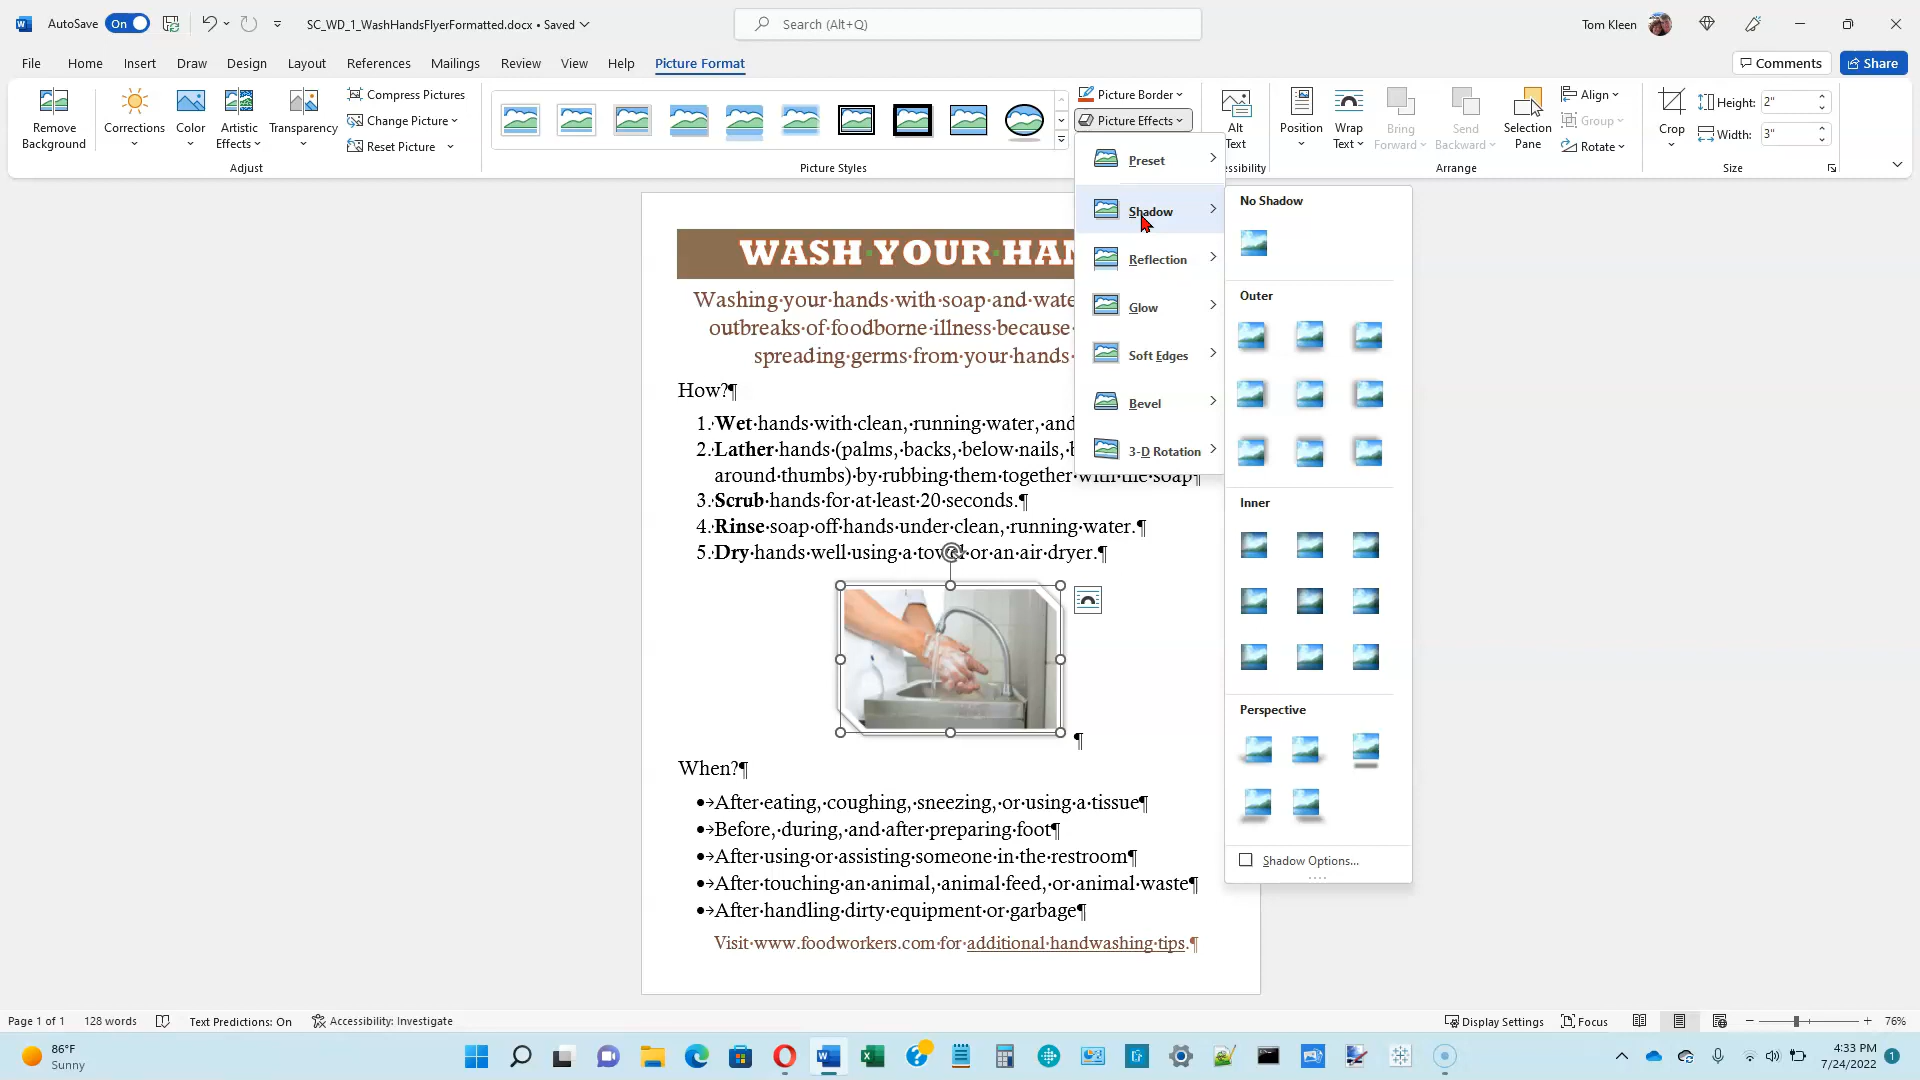 AutoSave On SC_WD_1_WashHandsFlyerFormatted.docx • Saved Search (Alt+Q) Tom Kleen
File Home Insert Draw Design Layout References Mailings Review View Help Picture Format Comments Share
Remove Background
Corrections
Color
Artistic Effects
Transparency
Compress Pictures
Change Picture
Reset Picture
Adjust
Picture Styles
Picture Border
Picture Effects
Alt Text
ssibility
Position
Wrap Text
Bring Forward
Send Backward
Selection Pane
Align
Group
Rotate
Arrange
Crop
Height: 2"
Width: 3"
Size
Preset
Shadow
Reflection
Glow
Soft Edges
Bevel
3-D Rotation
No Shadow
Outer
Inner
Perspective
Shadow Options...
WASH·YOUR·HAN
Washing·your·hands·with·soap·and·wate
outbreaks·of·foodborne·illness·because·
spreading·germs·from·your·hands·
How?¶
1.·Wet·hands·with·clean,·running·water,·and
2.·Lather·hands·(palms,·backs,·below·nails,·b
around·thumbs)·by·rubbing·them·together·with·the·soap¶
3.·Scrub·hands·for·at·least·20·seconds.¶
4.·Rinse·soap·off·hands·under·clean,·running·water.¶
5.·Dry·hands·well·using·a·towel·or·an·air·dryer.¶
¶
When?¶
•→After·eating,·coughing,·sneezing,·or·using·a·tissue¶
•→Before,·during,·and·after·preparing·foot¶
•→After·using·or·assisting·someone·in·the·restroom¶
•→After·touching·an·animal,·animal·feed,·or·animal·waste¶
•→After·handling·dirty·equipment·or·garbage¶
Visit·www.foodworkers.com·for·additional·handwashing·tips.¶
Page 1 of 1 128 words Text Predictions: On Accessibility: Investigate Display Settings Focus 76%
86°F
Sunny
4:33 PM
7/24/2022
1